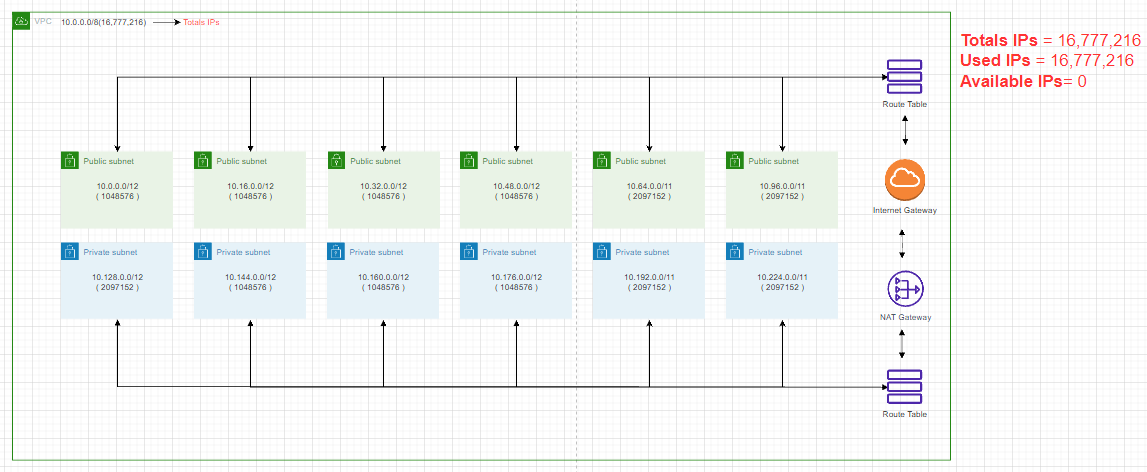 VPC 10.0.0.0/8(16,777,216) Totals IPs
Totals IPs = 16,777,216
Used IPs = 16,777,216
Available IPs= 0
Route Table
Public subnet
10.0.0.0/12
( 1048576 )
Public subnet
10.16.0.0/12
( 1048576 )
Public subnet
10.32.0.0/12
( 1048576 )
Public subnet
10.48.0.0/12
( 1048576 )
Public subnet
10.64.0.0/11
( 2097152 )
Public subnet
10.96.0.0/11
( 2097152 )
Internet Gateway
Private subnet
10.128.0.0/12
( 2097152 )
Private subnet
10.144.0.0/12
( 1048576 )
Private subnet
10.160.0.0/12
( 1048576 )
Private subnet
10.176.0.0/12
( 1048576 )
Private subnet
10.192.0.0/11
( 2097152 )
Private subnet
10.224.0.0/11
( 2097152 )
NAT Gateway
Route Table